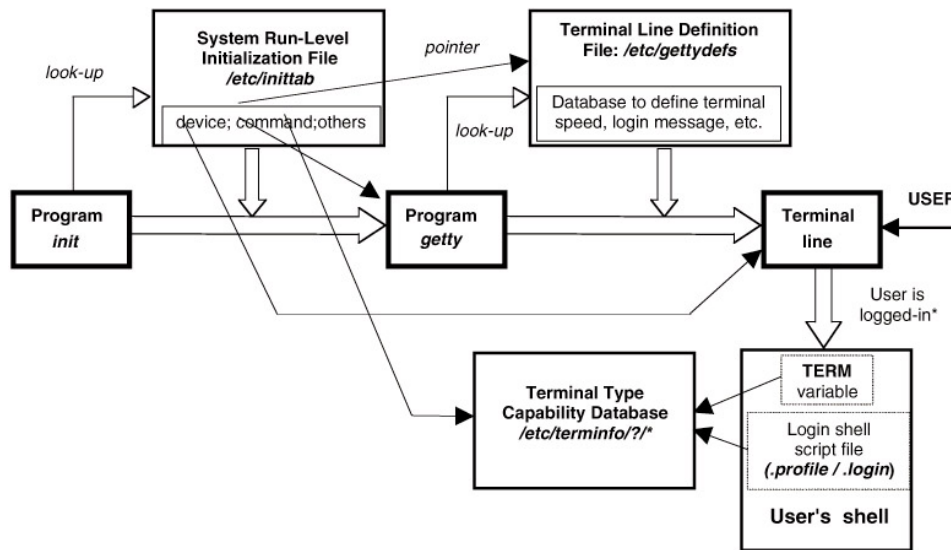 System Run-Level
Initialization File
/etc/inittab
device; command;others
pointer
Terminal Line Definition
File: /etc/gettydefs
Database to define terminal
speed, login message, etc.
look-up
look-up
Program
init
Program
getty
Terminal
line
USER
User is
logged-in*
Terminal Type
Capability Database
/etc/terminfo/?/*
TERM
variable
Login shell
script file
(.profile / .login)
User's shell